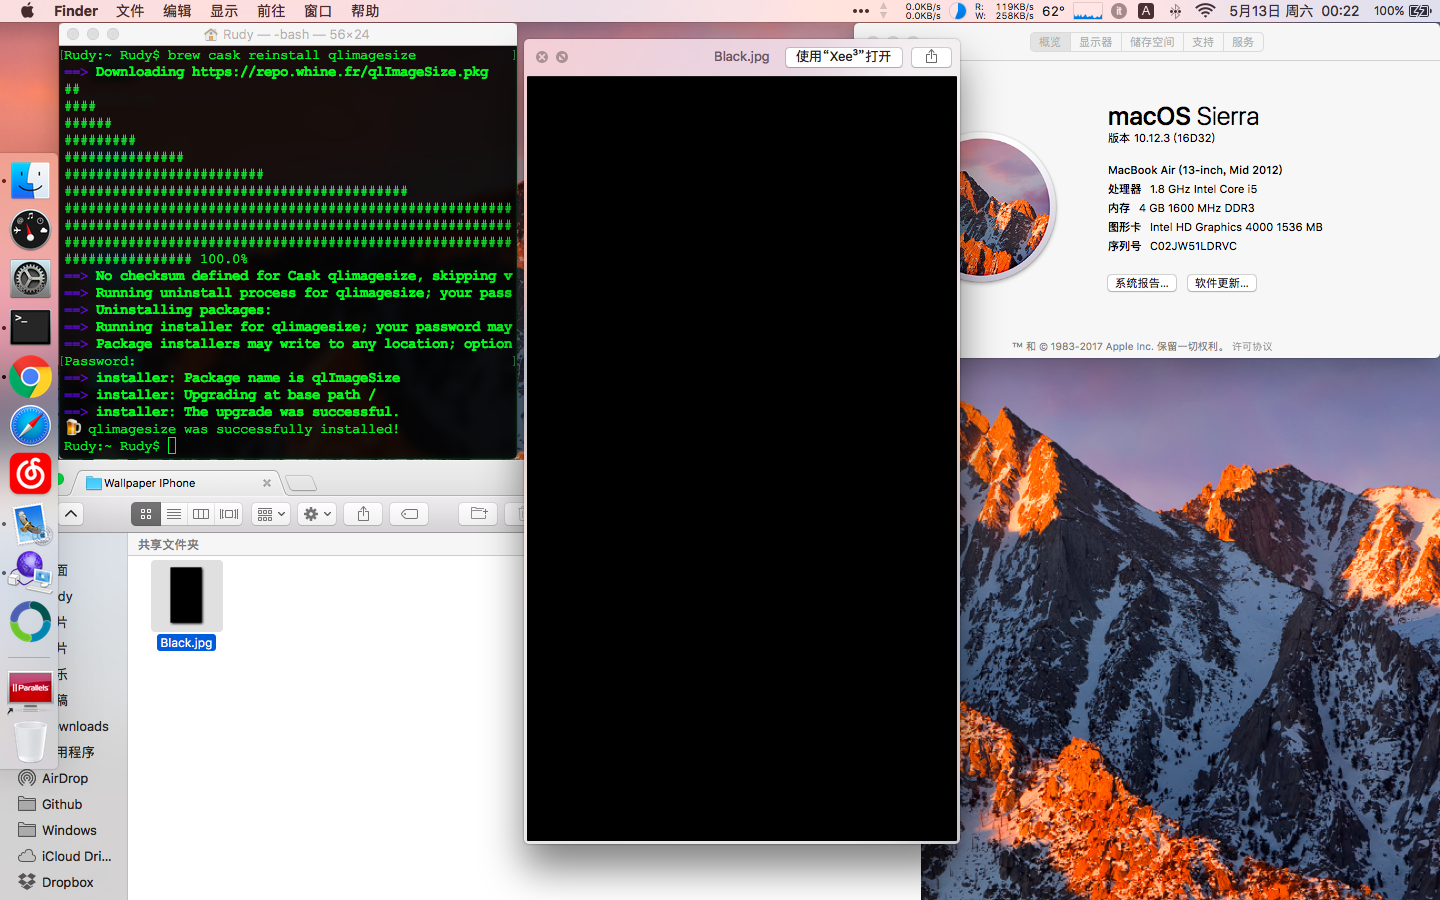 Finder 文件 编辑 显示 前往 窗口 帮助
••• 0.0KB/s 0.0KB/s R: 119KB/s W: 258KB/s 62° A 5月13日 周六 00:22 100%
Rudy — -bash — 56×24
[Rudy:~ Rudy$ brew cask reinstall qlimagesize ]
==> Downloading https://repo.whine.fr/qlImageSize.pkg
##
####
######
#########
###############
#########################
###########################################
########################################################
########################################################
########################################################
################ 100.0%
==> No checksum defined for Cask qlimagesize, skipping v
==> Running uninstall process for qlimagesize; your pass
==> Uninstalling packages:
==> Running installer for qlimagesize; your password may
==> Package installers may write to any location; option
[Password: ]
==> installer: Package name is qlImageSize
==> installer: Upgrading at base path /
==> installer: The upgrade was successful.
🍺 qlimagesize was successfully installed!
Rudy:~ Rudy$
Black.jpg 使用“Xee³”打开
概览 显示器 储存空间 支持 服务
macOS Sierra
版本 10.12.3 (16D32)
MacBook Air (13-inch, Mid 2012)
处理器 1.8 GHz Intel Core i5
内存 4 GB 1600 MHz DDR3
图形卡 Intel HD Graphics 4000 1536 MB
序列号 C02JW51LDRVC
系统报告... 软件更新...
™ 和 © 1983-2017 Apple Inc. 保留一切权利。 许可协议
Wallpaper IPhone
共享文件夹
面
dy
片
片
乐
稿
wnloads
用程序
AirDrop
Github
Windows
iCloud Dri...
Dropbox
Black.jpg
Parallels